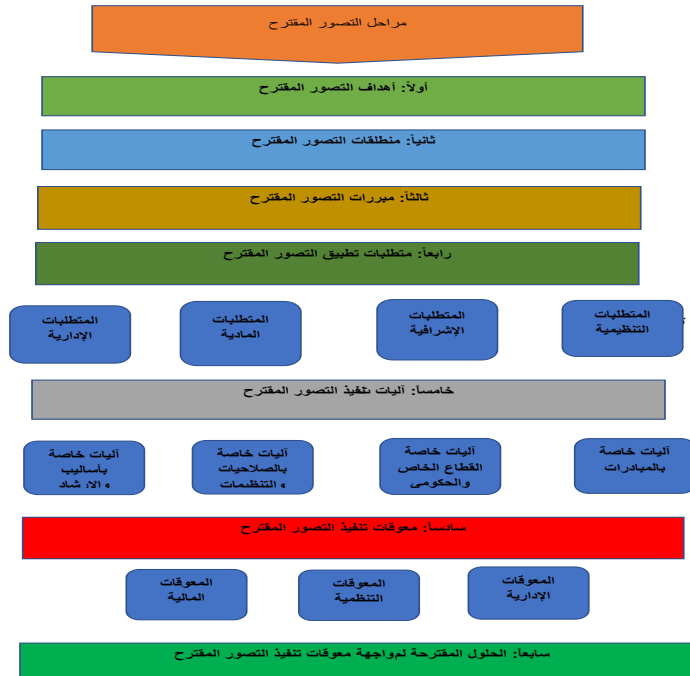 مراحل التصور المقترح
أولاً: أهداف التصور المقترح
ثانياً: منطلقات التصور المقترح
ثالثاً: مبررات التصور المقترح
رابعاً: متطلبات تطبيق التصور المقترح
المتطلبات
التنظيمية
المتطلبات
الإشرافية
المتطلبات
المادية
المتطلبات
الإدارية
خامساً: آليات تنفيذ التصور المقترح
آليات خاصة
بالمبادرات
آليات خاصة
القطاع الخاص
والحكومي
آليات خاصة
بالصلاحيات
والتنظيمات
آليات خاصة
بأساليب
والإرشاد
سادساً: معوقات تنفيذ التصور المقترح
المعوقات
الإدارية
المعوقات
التنظمية
المعوقات
المالية
سابعاً: الحلول المقترحة لمواجهة معوقات تنفيذ التصور المقترح